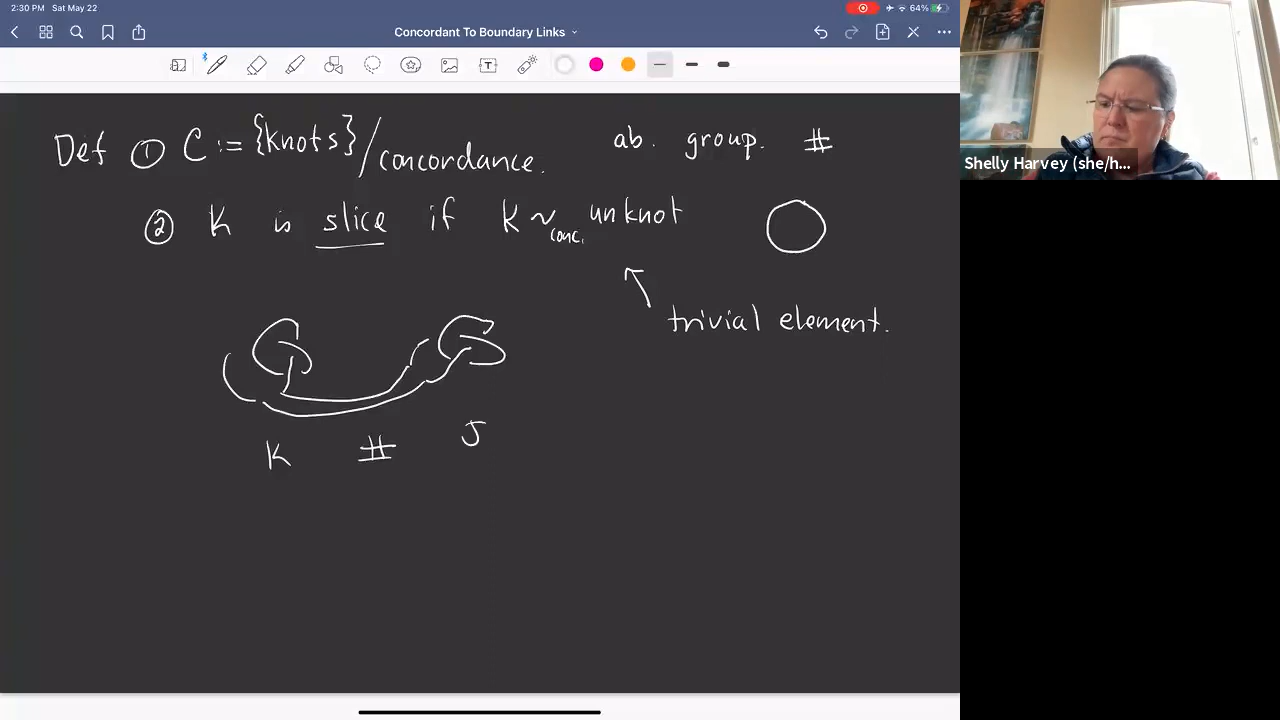 2:30 PM Sat May 22
64%
Concordant To Boundary Links
Def ① C := {knots}/concordance. ab. group. #
② K is slice if K ~conc. unknot
trivial element.
K # J
Shelly Harvey (she/h...